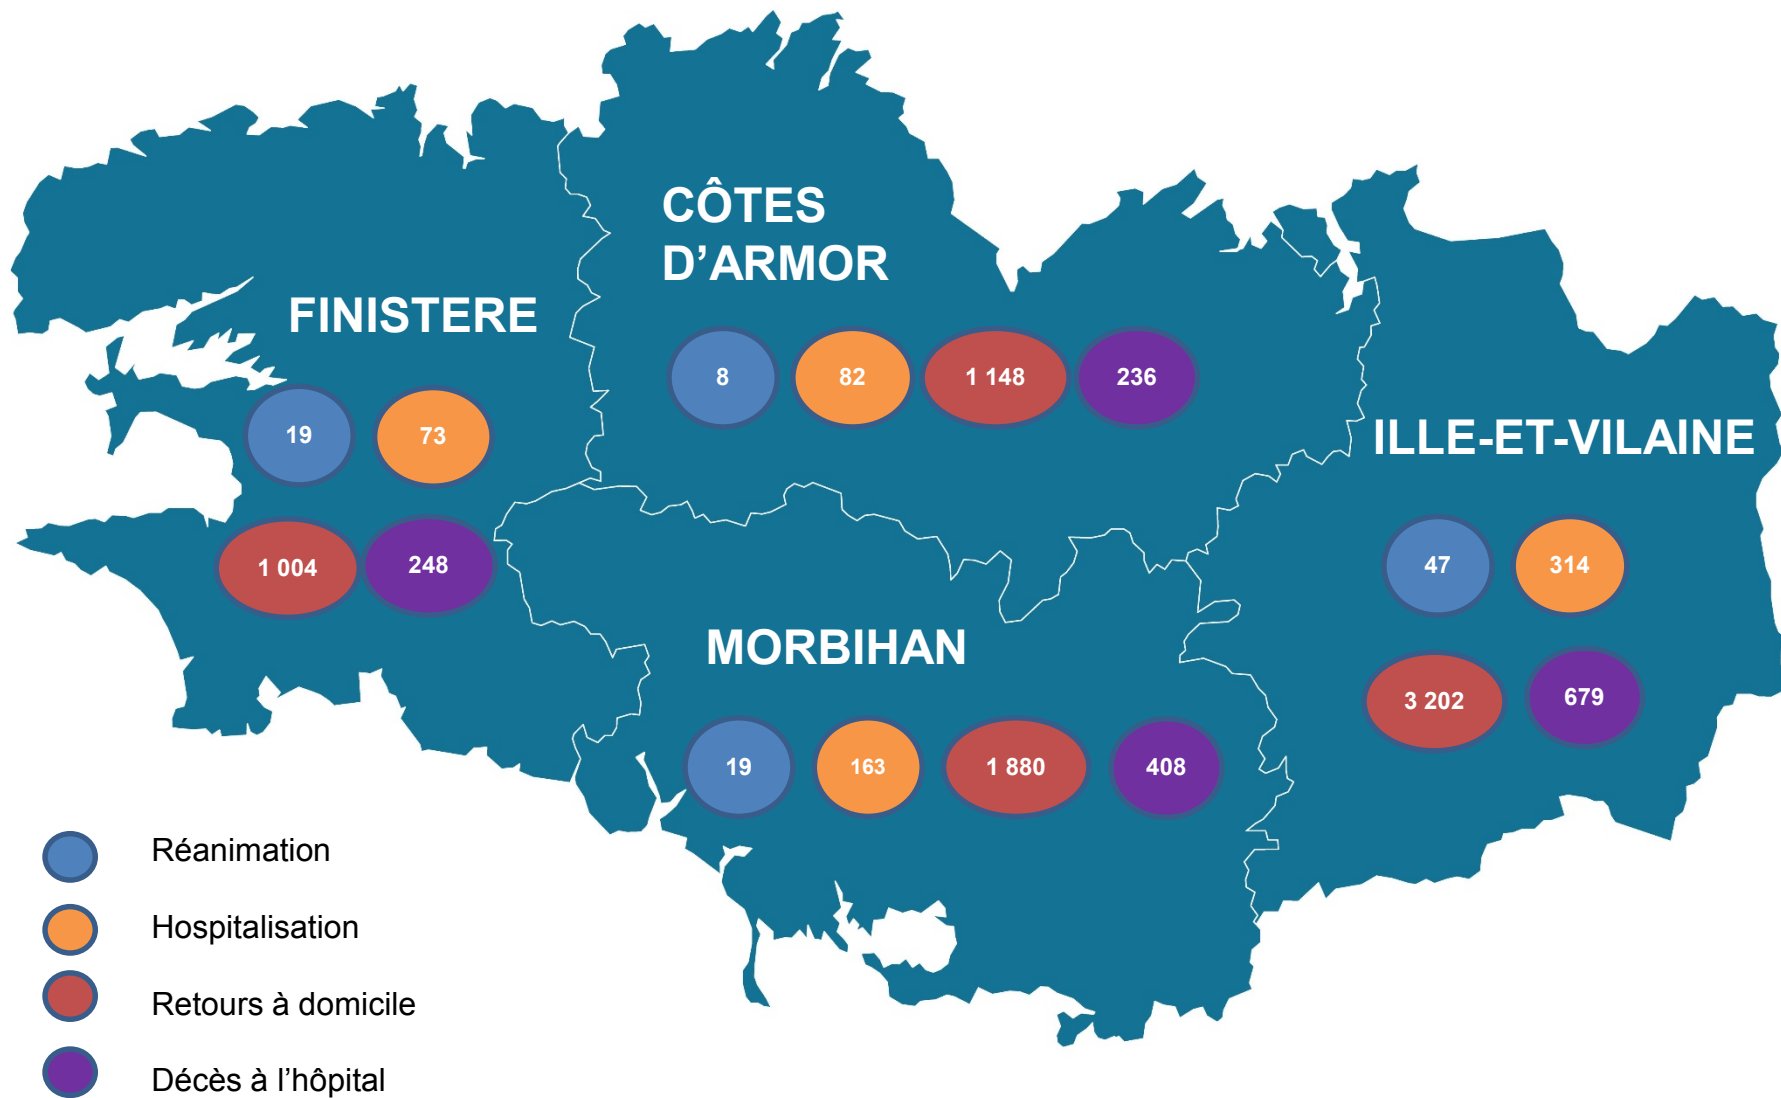 CÔTES
D’ARMOR
8 82 1 148 236
FINISTERE
19 73
1 004 248
ILLE-ET-VILAINE
47 314
3 202 679
MORBIHAN
19 163 1 880 408
Réanimation
Hospitalisation
Retours à domicile
Décès à l’hôpital